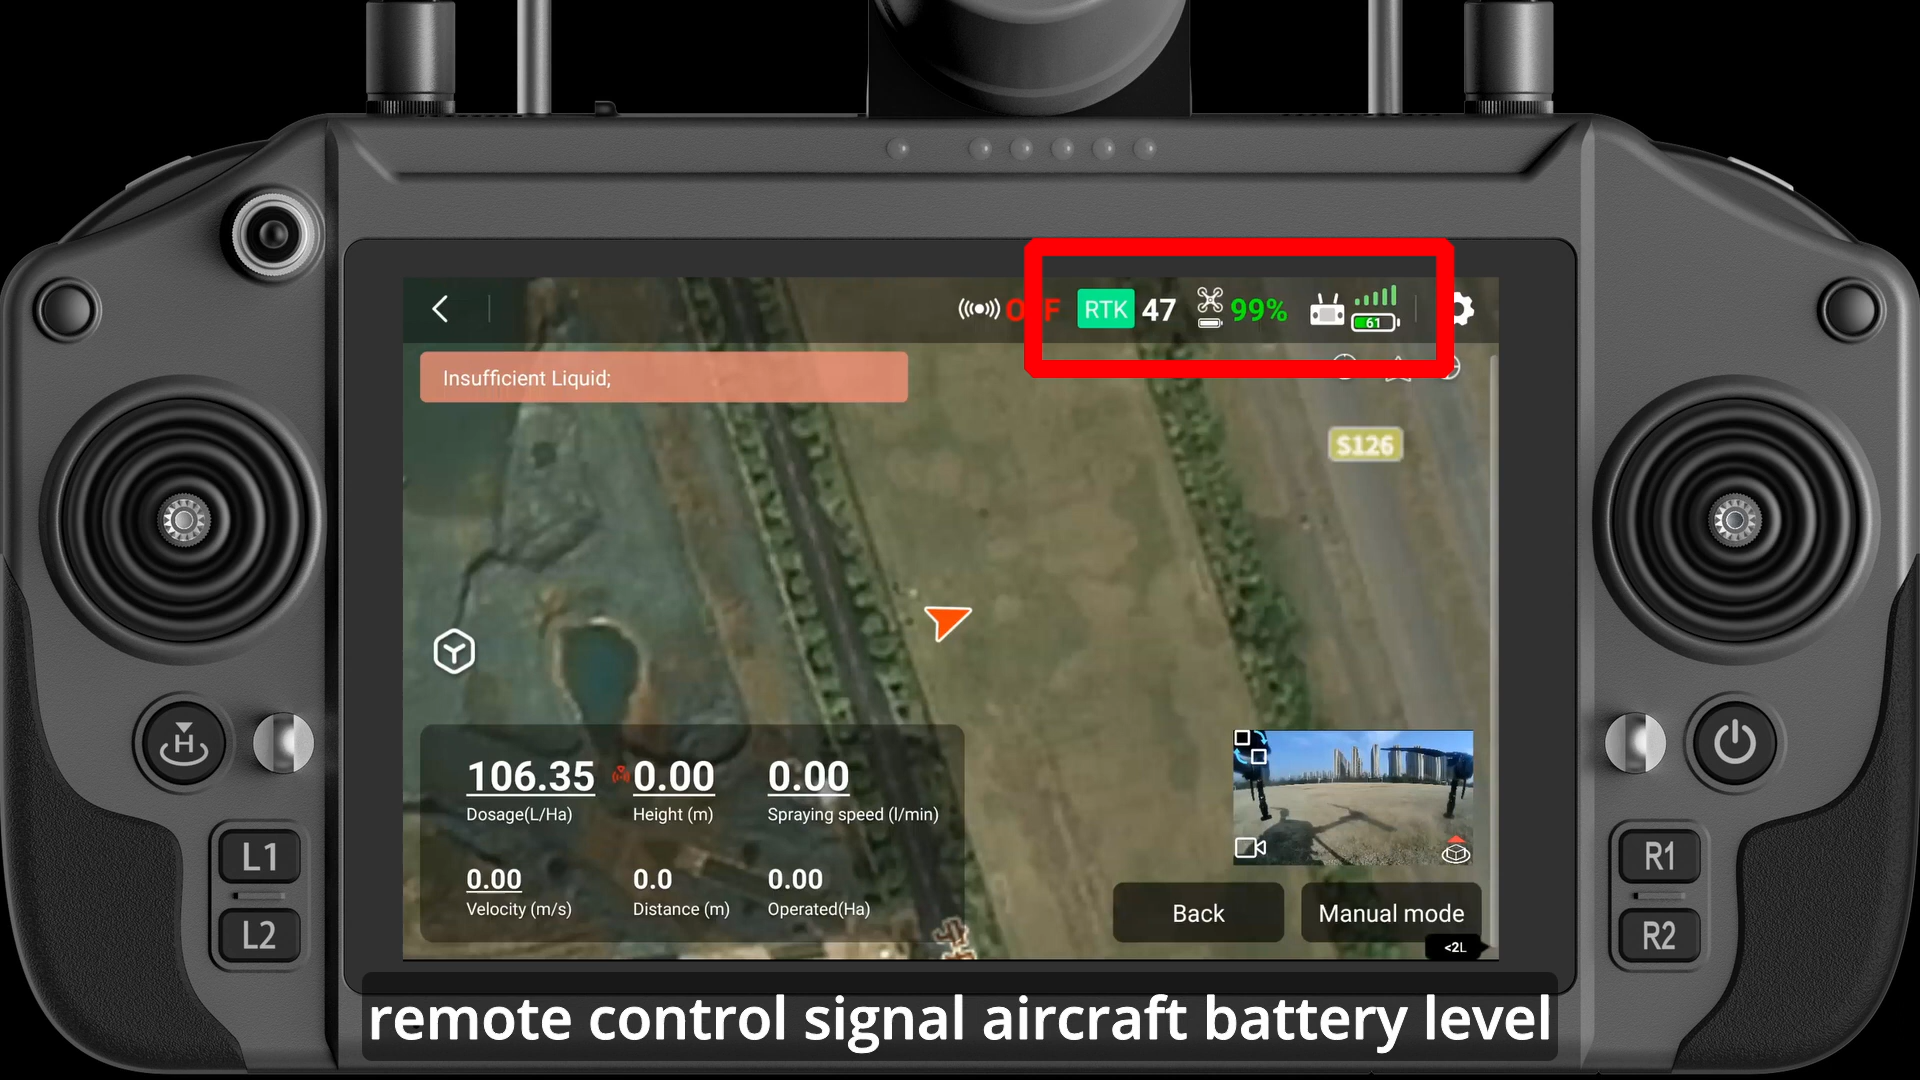 RTK 47 99% 61
Insufficient Liquid;
S126
106.35 0.00 0.00
Dosage(L/Ha) Height (m) Spraying speed (l/min)
0.00 0.0 0.00
Velocity (m/s) Distance (m) Operated(Ha)
Back Manual mode
<2L
H
L1
L2
R1
R2
remote control signal aircraft battery level